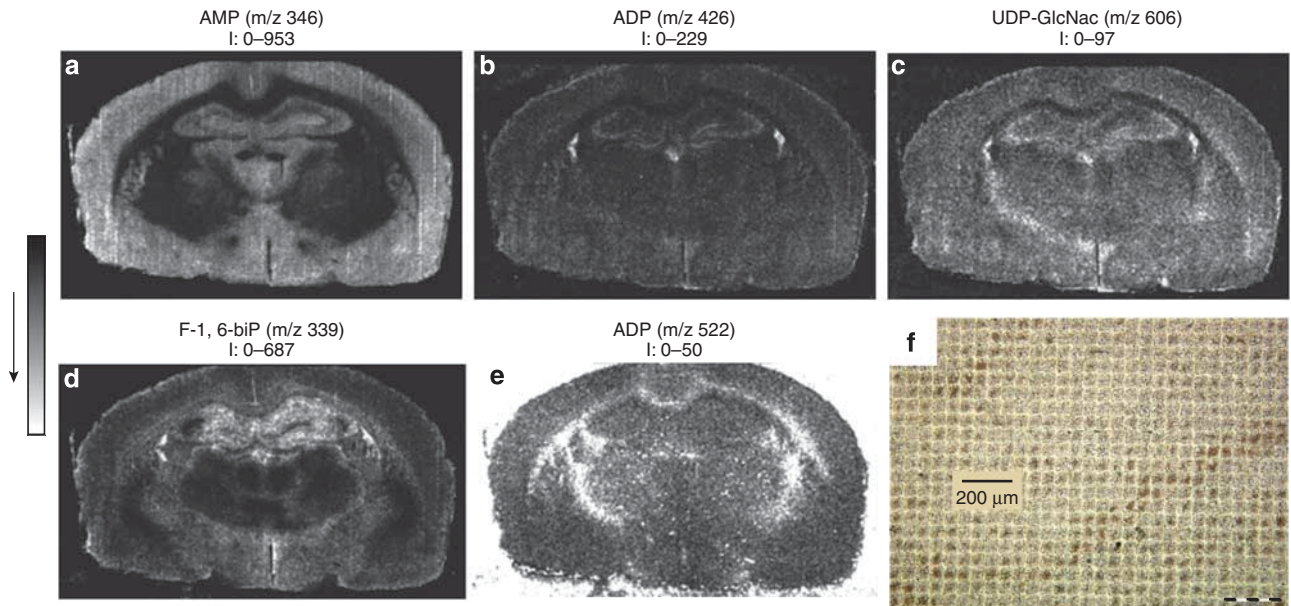 AMP (m/z 346)
I: 0–953
a
ADP (m/z 426)
I: 0–229
b
UDP-GlcNac (m/z 606)
I: 0–97
c
F-1, 6-biP (m/z 339)
I: 0–687
d
ADP (m/z 522)
I: 0–50
e
f
200 μm